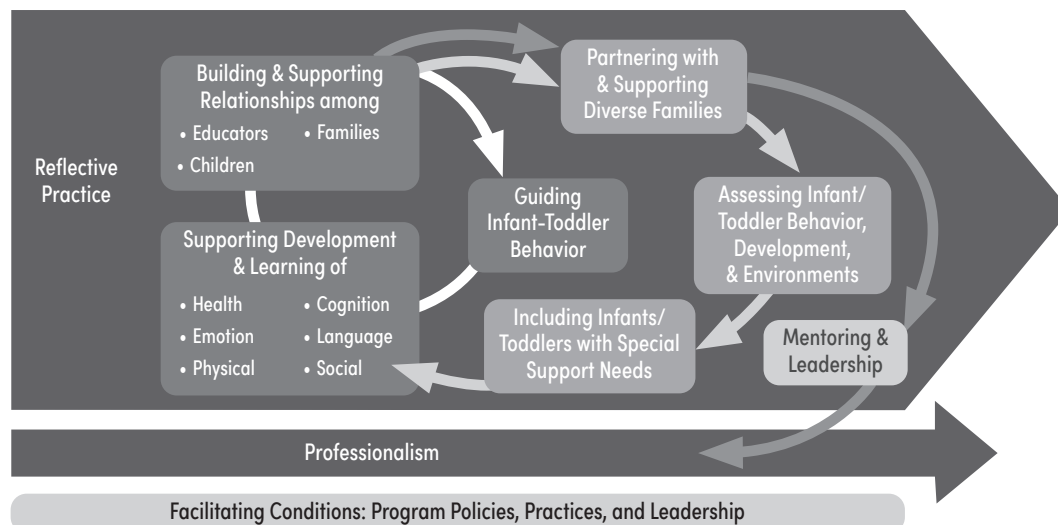 Building & Supporting
Relationships among
• Educators • Families
• Children
Partnering with
& Supporting
Diverse Families
Reflective
Practice
Guiding
Infant-Toddler
Behavior
Assessing Infant/
Toddler Behavior,
Development,
& Environments
Supporting Development
& Learning of
• Health • Cognition
• Emotion • Language
• Physical • Social
Including Infants/
Toddlers with Special
Support Needs
Mentoring &
Leadership
Professionalism
Facilitating Conditions: Program Policies, Practices, and Leadership